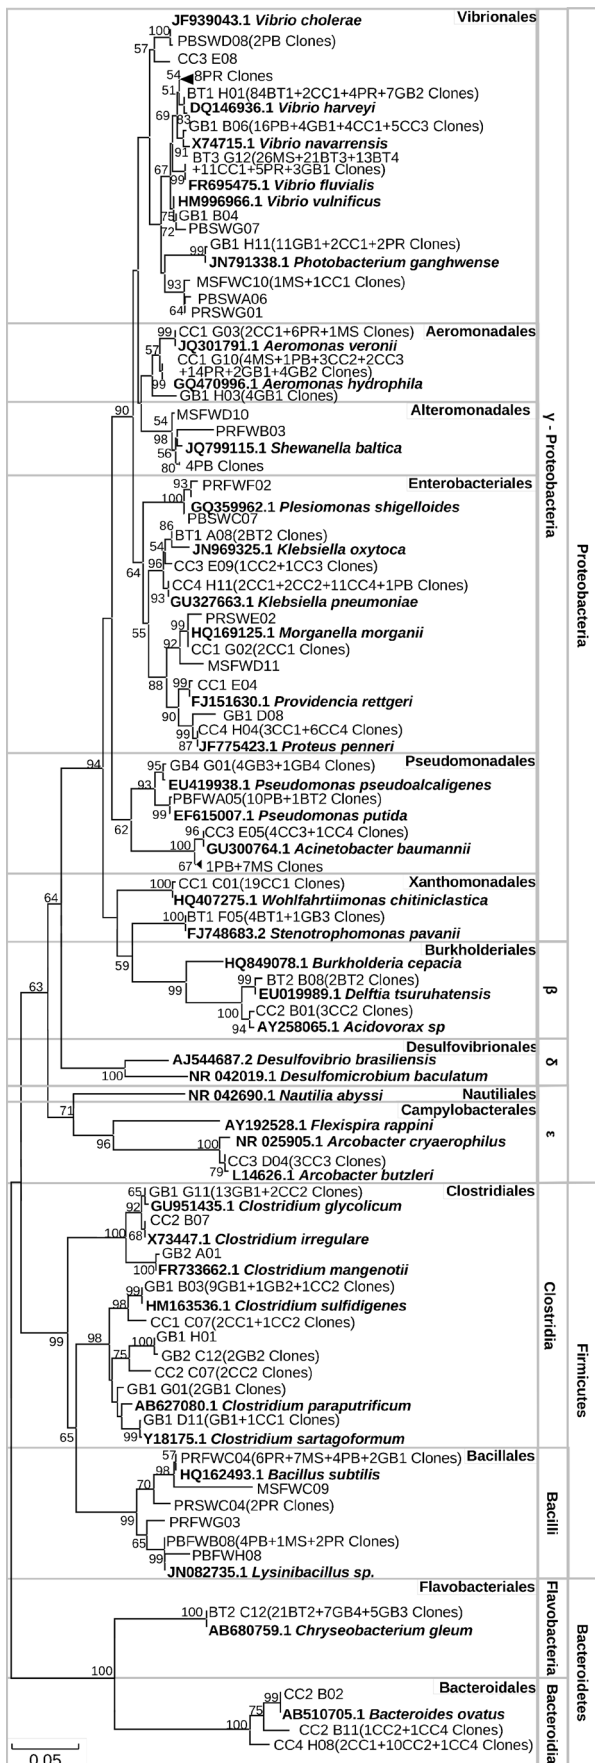 JF939043.1 Vibrio cholerae
Vibrionales
100
PBSWD08(2PB Clones)
57
CC3 E08
54
8PR Clones
51
BT1 H01(84BT1+2CC1+4PR+7GB2 Clones)
DQ146936.1 Vibrio harveyi
69
83
GB1 B06(16PB+4GB1+4CC1+5CC3 Clones)
X74715.1 Vibrio navarrensis
91
BT3 G12(26MS+21BT3+13BT4
67
+11CC1+5PR+3GB1 Clones)
99
FR695475.1 Vibrio fluvialis
HM996966.1 Vibrio vulnificus
75
GB1 B04
72
PBSWG07
GB1 H11(11GB1+2CC1+2PR Clones)
99
JN791338.1 Photobacterium ganghwense
93
MSFWC10(1MS+1CC1 Clones)
PBSWA06
64
PRSWG01
99
CC1 G03(2CC1+6PR+1MS Clones)
Aeromonadales
JQ301791.1 Aeromonas veronii
57
CC1 G10(4MS+1PB+3CC2+2CC3
+14PR+2GB1+4GB2 Clones)
99
GQ470996.1 Aeromonas hydrophila
GB1 H03(4GB1 Clones)
90
MSFWD10
Alteromonadales
54
PRFWB03
98
JQ799115.1 Shewanella baltica
56
80
4PB Clones
γ - Proteobacteria
Proteobacteria
93
PRFWF02
Enterobacteriales
100
GQ359962.1 Plesiomonas shigelloides
PBSWC07
86
BT1 A08(2BT2 Clones)
54
JN969325.1 Klebsiella oxytoca
96
CC3 E09(1CC2+1CC3 Clones)
64
CC4 H11(2CC1+2CC2+11CC4+1PB Clones)
93
GU327663.1 Klebsiella pneumoniae
PRSWE02
99
55
HQ169125.1 Morganella morganii
92
CC1 G02(2CC1 Clones)
MSFWD11
88
99
CC1 E04
FJ151630.1 Providencia rettgeri
90
GB1 D08
99
CC4 H04(3CC1+6CC4 Clones)
87
JF775423.1 Proteus penneri
94
95
GB4 G01(4GB3+1GB4 Clones)
Pseudomonadales
93
EU419938.1 Pseudomonas pseudoalcaligenes
PBFWA05(10PB+1BT2 Clones)
99
EF615007.1 Pseudomonas putida
62
96
CC3 E05(4CC3+1CC4 Clones)
100
GU300764.1 Acinetobacter baumannii
67
1PB+7MS Clones
100
CC1 C01(19CC1 Clones)
Xanthomonadales
64
HQ407275.1 Wohlfahrtiimonas chitiniclastica
100
BT1 F05(4BT1+1GB3 Clones)
FJ748683.2 Stenotrophomonas pavanii
Burkholderiales
59
HQ849078.1 Burkholderia cepacia
63
99
99
BT2 B08(2BT2 Clones)
EU019989.1 Delftia tsuruhatensis
β
100
CC2 B01(3CC2 Clones)
94
AY258065.1 Acidovorax sp
Desulfovibrionales
AJ544687.2 Desulfovibrio brasiliensis
δ
100
NR 042019.1 Desulfomicrobium baculatum
NR 042690.1 Nautilia abyssi
Nautiliales
71
Campylobacterales
AY192528.1 Flexispira rappini
ε
96
100
NR 025905.1 Arcobacter cryaerophilus
CC3 D04(3CC3 Clones)
79
L14626.1 Arcobacter butzleri
65
GB1 G11(13GB1+2CC2 Clones)
Clostridiales
92
GU951435.1 Clostridium glycolicum
CC2 B07
100
68
X73447.1 Clostridium irregulare
GB2 A01
100
FR733662.1 Clostridium mangenotii
99
GB1 B03(9GB1+1GB2+1CC2 Clones)
98
HM163536.1 Clostridium sulfidigenes
CC1 C07(2CC1+1CC2 Clones)
99
98
100
GB1 H01
75
GB2 C12(2GB2 Clones)
CC2 C07(2CC2 Clones)
Clostridia
Firmicutes
GB1 G01(2GB1 Clones)
AB627080.1 Clostridium paraputrificum
GB1 D11(GB1+1CC1 Clones)
65
99
Y18175.1 Clostridium sartagoformum
57
PRFWC04(6PR+7MS+4PB+2GB1 Clones)
Bacillales
98
HQ162493.1 Bacillus subtilis
70
MSFWC09
PRSWC04(2PR Clones)
99
PRFWG03
Bacilli
65
PBFWB08(4PB+1MS+2PR Clones)
99
PBFWH08
JN082735.1 Lysinibacillus sp.
Flavobacteriales
100
BT2 C12(21BT2+7GB4+5GB3 Clones)
AB680759.1 Chryseobacterium gleum
Flavobacteria
Bacteroidetes
100
CC2 B02
Bacteroidales
99
75
AB510705.1 Bacteroides ovatus
100
CC2 B11(1CC2+1CC4 Clones)
CC4 H08(2CC1+10CC2+1CC4 Clones)
Bacteroidia
0.05